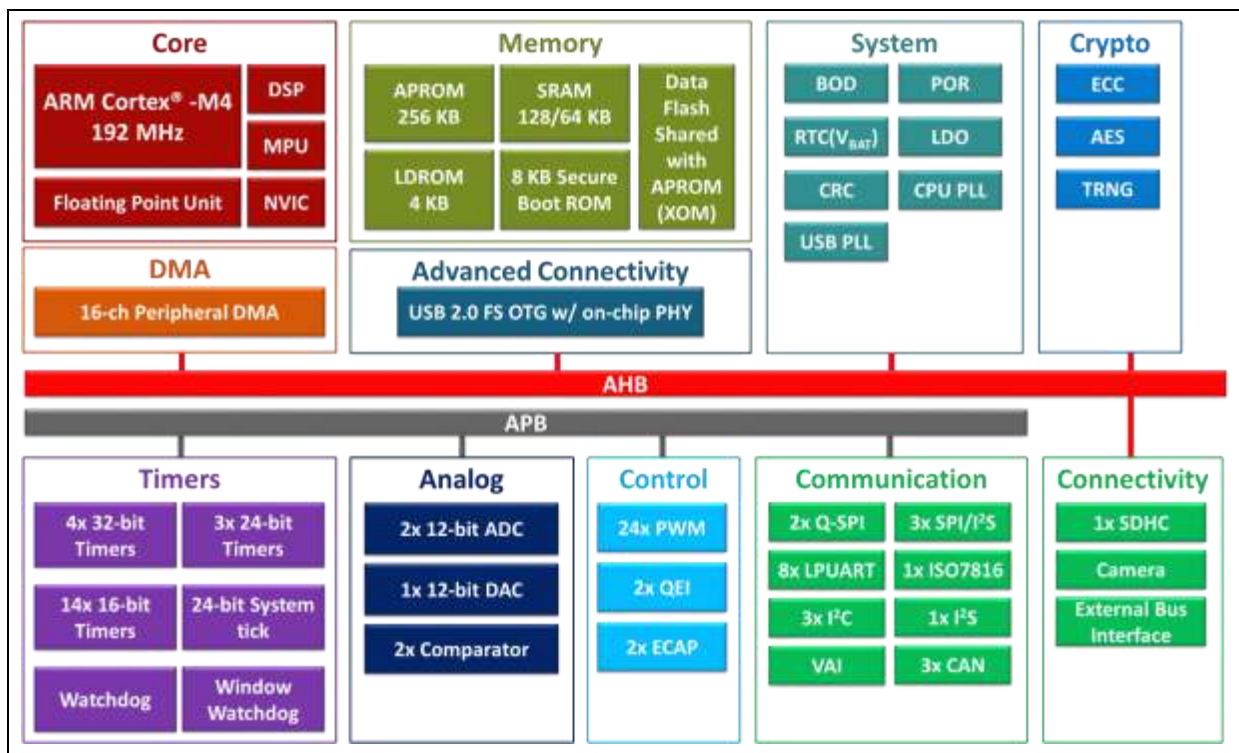 Core
ARM Cortex® -M4
192 MHz
DSP
MPU
Floating Point Unit
NVIC
Memory
APROM
256 KB
SRAM
128/64 KB
Data
Flash
Shared
with
APROM
(XOM)
LDROM
4 KB
8 KB Secure
Boot ROM
System
BOD
POR
RTC(VBAT)
LDO
CRC
CPU PLL
USB PLL
Crypto
ECC
AES
TRNG
DMA
16-ch Peripheral DMA
Advanced Connectivity
USB 2.0 FS OTG w/ on-chip PHY
AHB
APB
Timers
4x 32-bit
Timers
3x 24-bit
Timers
14x 16-bit
Timers
24-bit System
tick
Watchdog
Window
Watchdog
Analog
2x 12-bit ADC
1x 12-bit DAC
2x Comparator
Control
24x PWM
2x QEI
2x ECAP
Communication
2x Q-SPI
3x SPI/I²S
8x LPUART
1x ISO7816
3x I²C
1x I²S
VAI
3x CAN
Connectivity
1x SDHC
Camera
External Bus
Interface